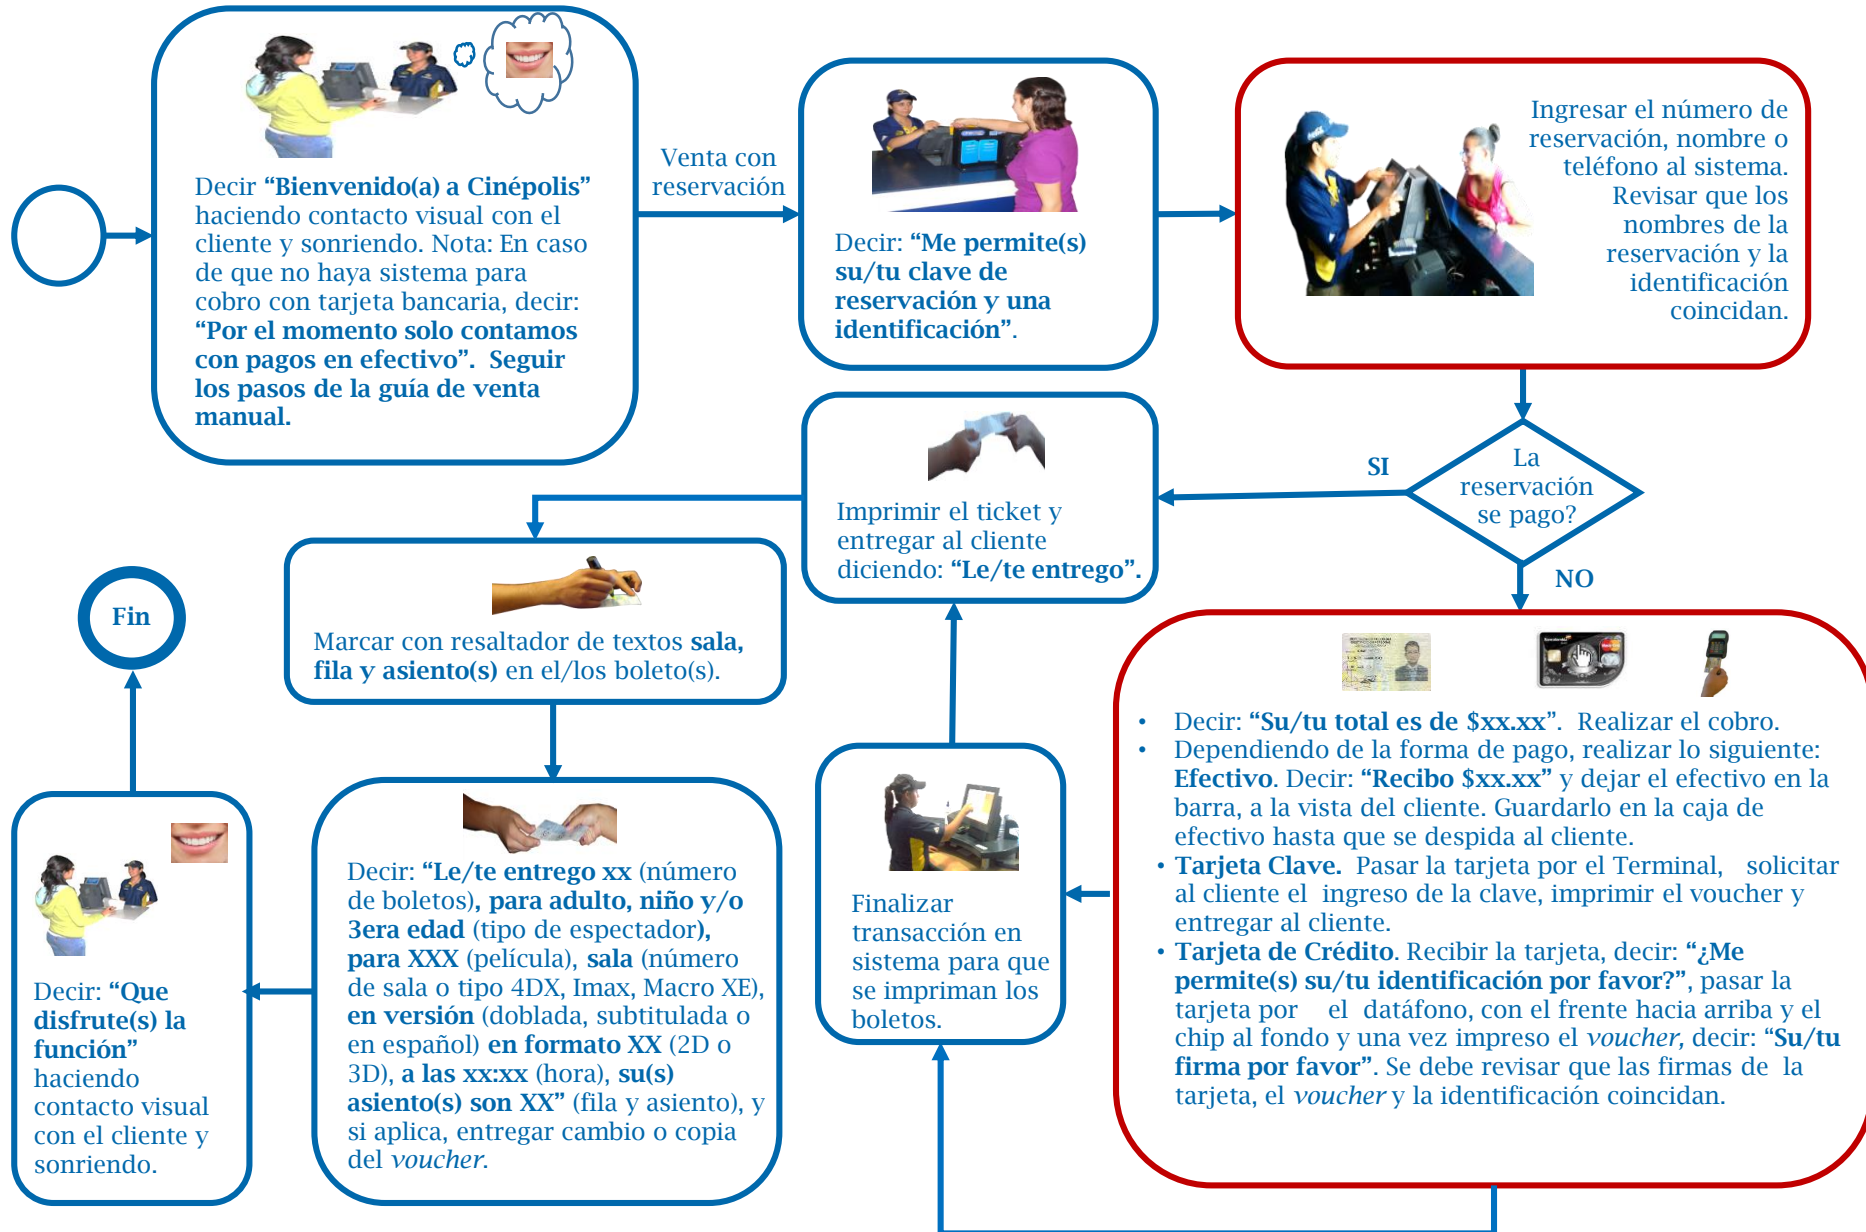 Decir “Bienvenido(a) a Cinépolis”
haciendo contacto visual con el
cliente y sonriendo. Nota: En caso
de que no haya sistema para
cobro con tarjeta bancaria, decir:
“Por el momento solo contamos
con pagos en efectivo”. Seguir
los pasos de la guía de venta
manual.
Venta con
reservación
Decir: “Me permite(s)
su/tu clave de
reservación y una
identificación”.
Ingresar el número de
reservación, nombre o
teléfono al sistema.
Revisar que los
nombres de la
reservación y la
identificación
coincidan.
La
reservación
se pago?
SI
NO
Imprimir el ticket y
entregar al cliente
diciendo: “Le/te entrego”.
Marcar con resaltador de textos sala,
fila y asiento(s) en el/los boleto(s).
Fin
• Decir: “Su/tu total es de $xx.xx”. Realizar el cobro.
• Dependiendo de la forma de pago, realizar lo siguiente:
Efectivo. Decir: “Recibo $xx.xx” y dejar el efectivo en la
barra, a la vista del cliente. Guardarlo en la caja de
efectivo hasta que se despida al cliente.
• Tarjeta Clave. Pasar la tarjeta por el Terminal, solicitar
al cliente el ingreso de la clave, imprimir el voucher y
entregar al cliente.
• Tarjeta de Crédito. Recibir la tarjeta, decir: “¿Me
permite(s) su/tu identificación por favor?”, pasar la
tarjeta por el datáfono, con el frente hacia arriba y el
chip al fondo y una vez impreso el voucher, decir: “Su/tu
firma por favor”. Se debe revisar que las firmas de la
tarjeta, el voucher y la identificación coincidan.
Finalizar
transacción en
sistema para que
se impriman los
boletos.
Decir: “Le/te entrego xx (número
de boletos), para adulto, niño y/o
3era edad (tipo de espectador),
para XXX (película), sala (número
de sala o tipo 4DX, Imax, Macro XE),
en versión (doblada, subtitulada o
en español) en formato XX (2D o
3D), a las xx:xx (hora), su(s)
asiento(s) son XX” (fila y asiento), y
si aplica, entregar cambio o copia
del voucher.
Decir: “Que
disfrute(s) la
función”
haciendo
contacto visual
con el cliente y
sonriendo.